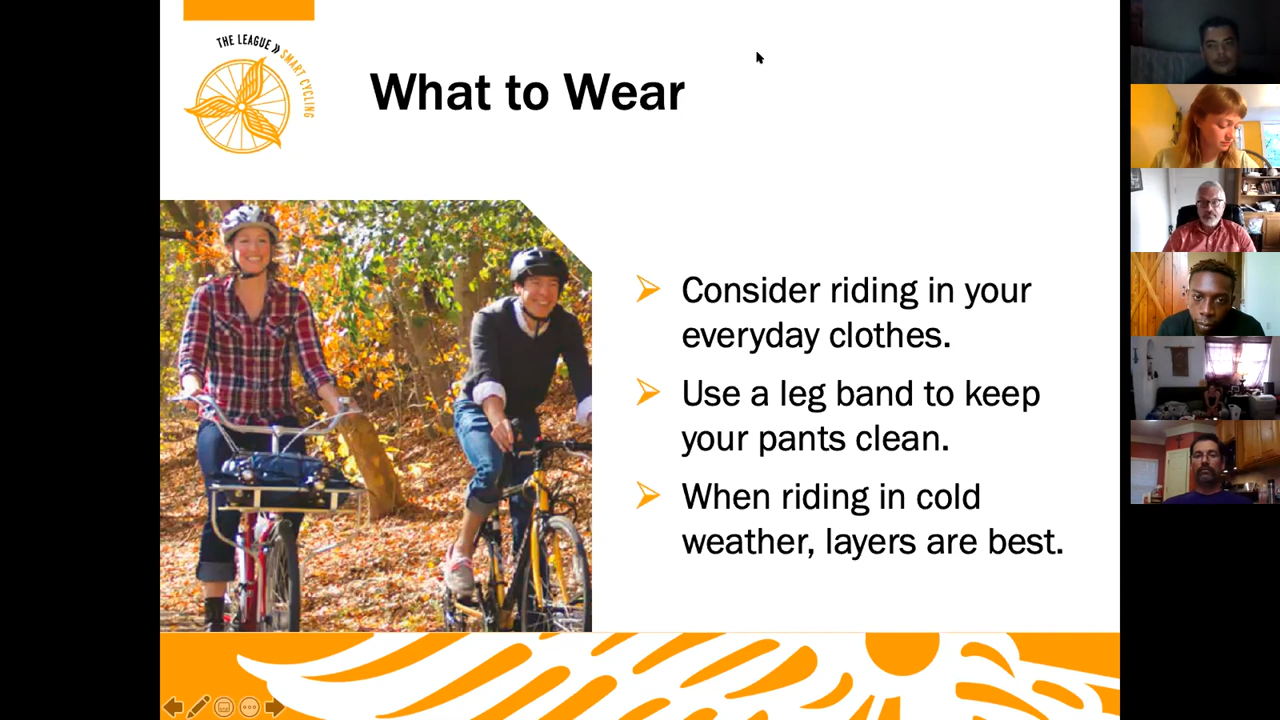 THE LEAGUE » SMART CYCLING
What to Wear
Consider riding in your
everyday clothes.
Use a leg band to keep
your pants clean.
When riding in cold
weather, layers are best.